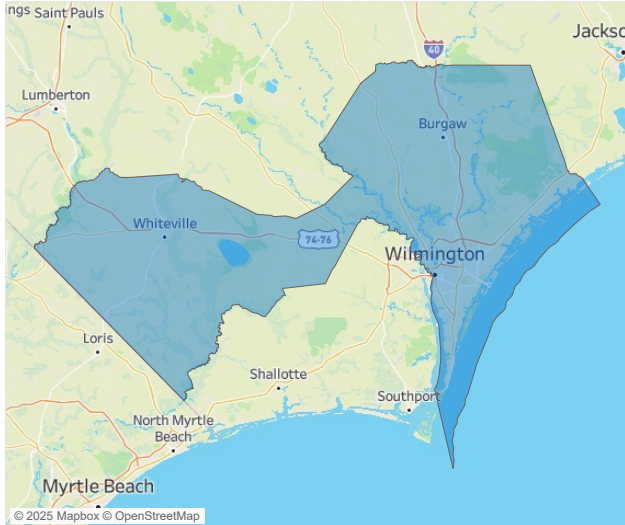 ngs
Saint Pauls
Jackso
40
Lumberton
Burgaw
Whiteville
74-76
Wilmington
Loris
Shallotte
Southport
North Myrtle
Beach
Myrtle Beach
© 2025 Mapbox © OpenStreetMap